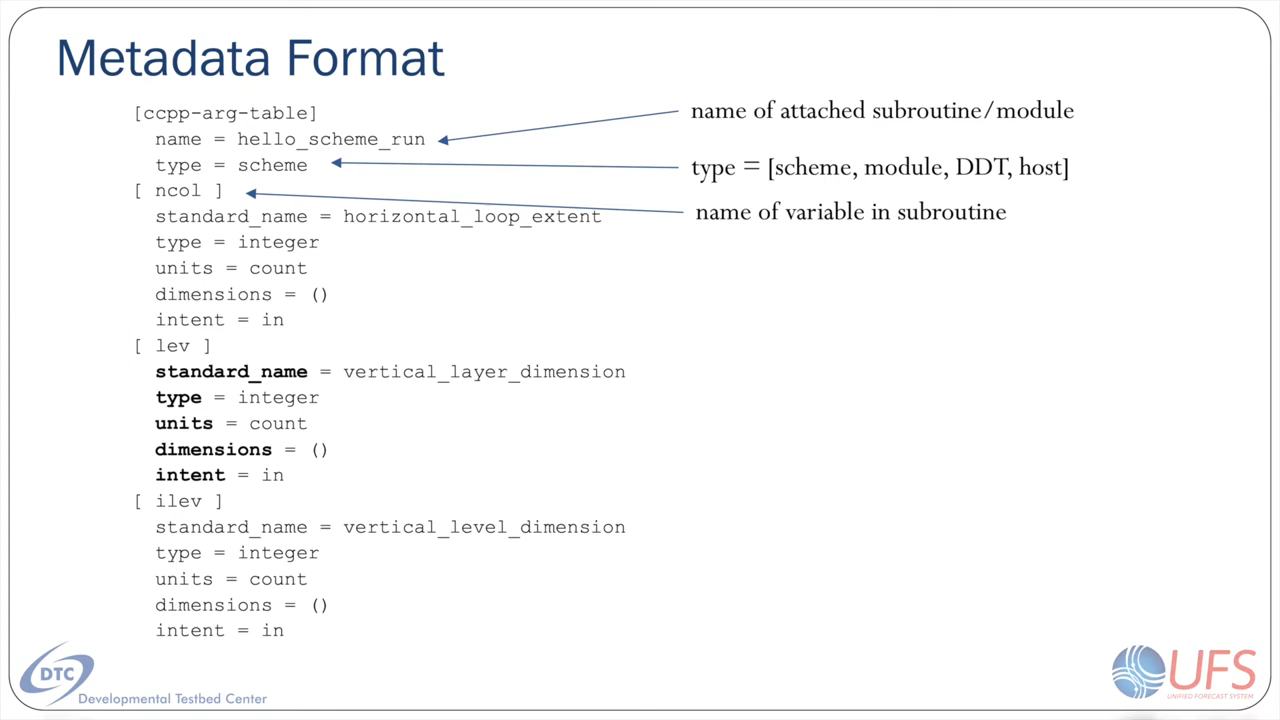 Metadata Format
[ccpp-arg-table]
name = hello_scheme_run
type = scheme
[ ncol ]
standard_name = horizontal_loop_extent
type = integer
units = count
dimensions = ()
intent = in
[ lev ]
standard_name = vertical_layer_dimension
type = integer
units = count
dimensions = ()
intent = in
[ ilev ]
standard_name = vertical_level_dimension
type = integer
units = count
dimensions = ()
intent = in
name of attached subroutine/module
type = [scheme, module, DDT, host]
name of variable in subroutine
DTC
Developmental Testbed Center
UFS
UNIFIED FORECAST SYSTEM